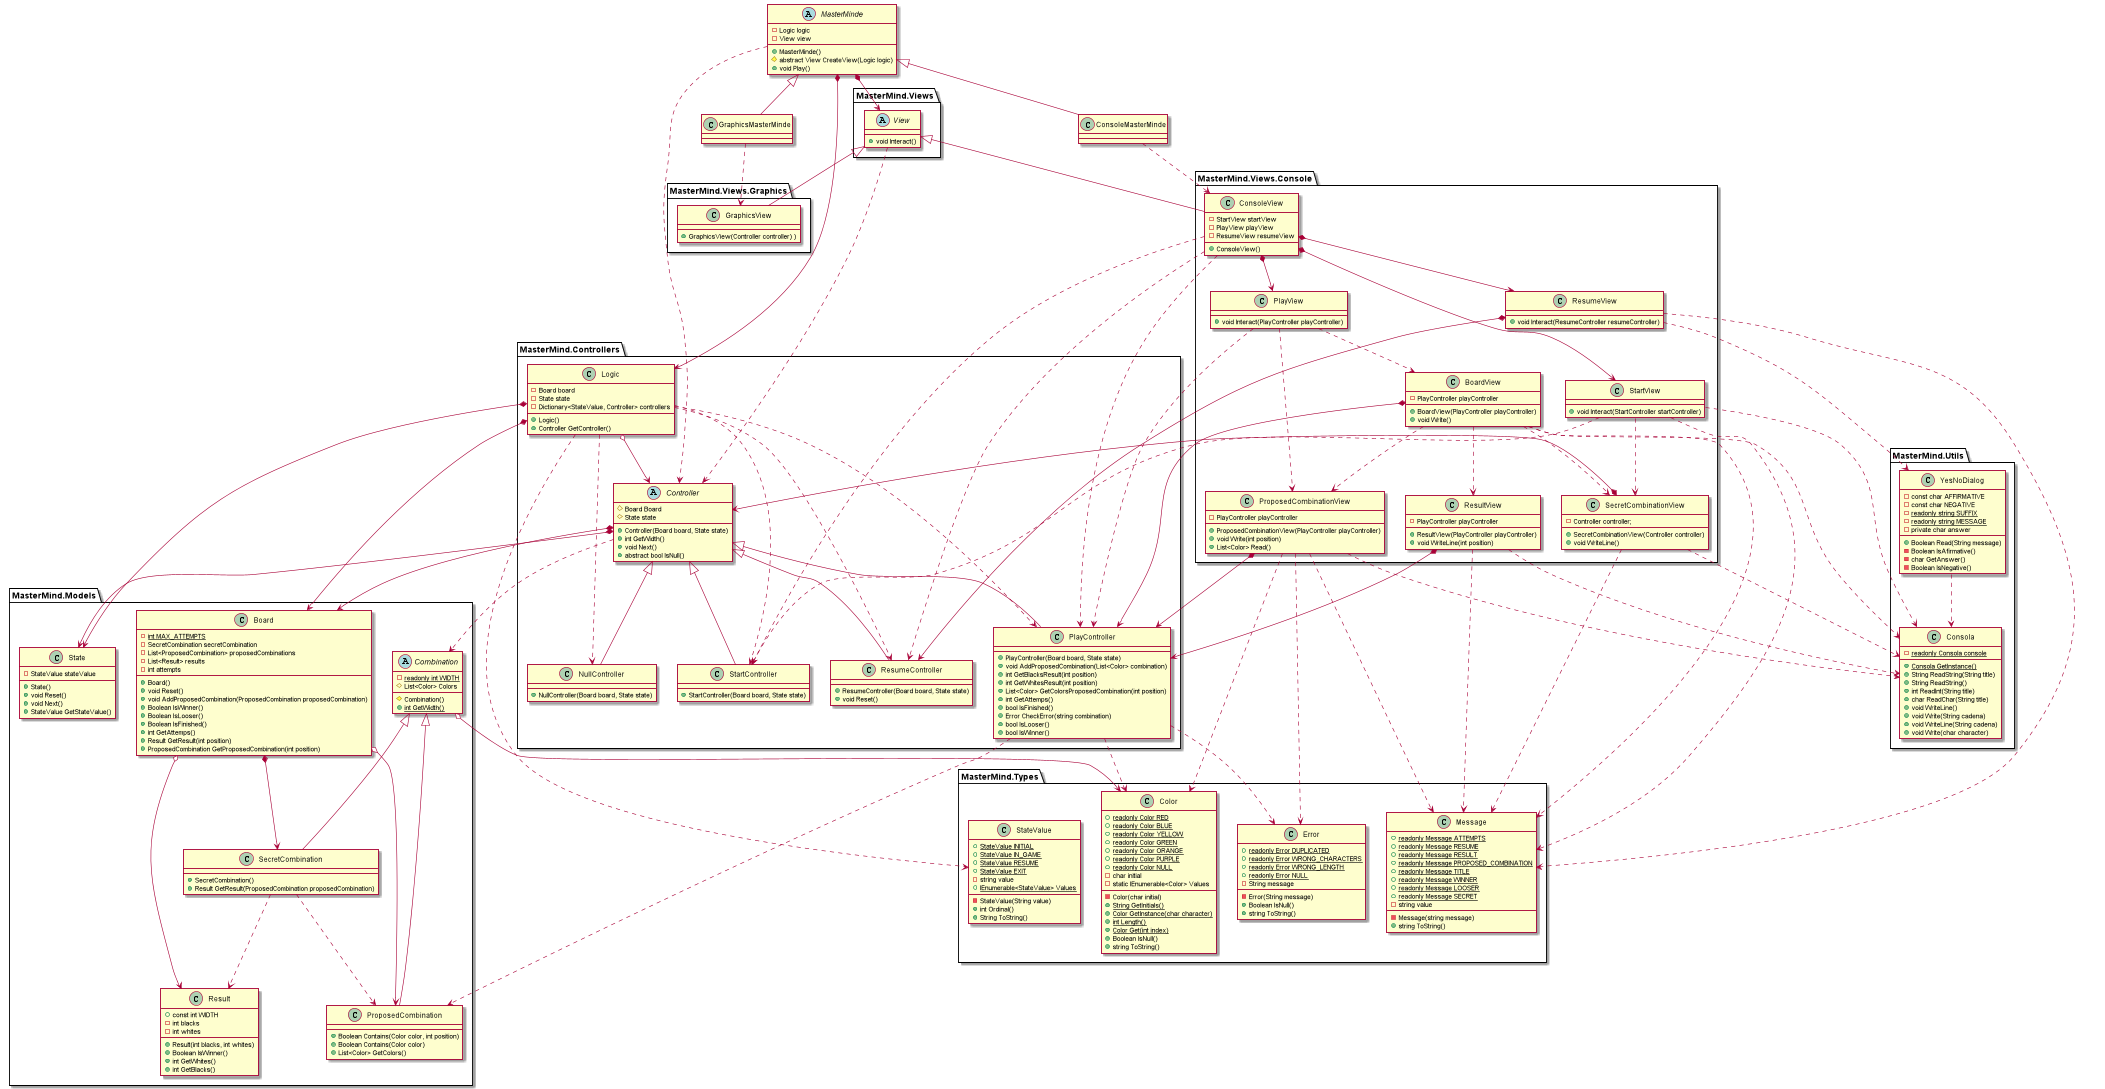 MasterMinde
Logic logic
View view
MasterMinde()
abstract View CreateView(Logic logic)
void Play()
MasterMind.Views
View
void Interact()
GraphicsMasterMinde
ConsoleMasterMinde
MasterMind.Views.Graphics
GraphicsView
GraphicsView(Controller controller) )
MasterMind.Views.Console
ConsoleView
StartView startView
PlayView playView
ResumeView resumeView
ConsoleView()
PlayView
void Interact(PlayController playController)
ResumeView
void Interact(ResumeController resumeController)
BoardView
PlayController playController
BoardView(PlayController playController)
void Write()
StartView
void Interact(StartController startController)
ProposedCombinationView
PlayController playController
ProposedCombinationView(PlayController playController)
void Write(int position)
List<Color> Read()
ResultView
PlayController playController
ResultView(PlayController playController)
void WriteLine(int position)
SecretCombinationView
Controller controller;
SecretCombinationView(Controller controller)
void WriteLine()
MasterMind.Controllers
Logic
Board board
State state
Dictionary<StateValue, Controller> controllers
Logic()
Controller GetController()
Controller
Board Board
State state
Controller(Board board, State state)
int GetWidth()
void Next()
abstract bool IsNull()
NullController
NullController(Board board, State state)
StartController
StartController(Board board, State state)
ResumeController
ResumeController(Board board, State state)
void Reset()
PlayController
PlayController(Board board, State state)
void AddProposedCombination(List<Color> combination)
int GetBlacksResult(int position)
int GetWhitesResult(int position)
List<Color> GetColorsProposedCombination(int position)
int GetAttemps()
bool IsFinished()
Error CheckError(string combination)
bool IsLooser()
bool IsWinner()
MasterMind.Utils
YesNoDialog
const char AFFIRMATIVE
const char NEGATIVE
readonly string SUFFIX
readonly string MESSAGE
private char answer
Boolean Read(String message)
Boolean IsAfirmative()
char GetAnswer()
Boolean IsNegative()
Consola
readonly Consola console
Consola GetInstance()
String ReadString(String title)
String ReadString()
int ReadInt(String title)
char ReadChar(String title)
void WriteLine()
void Write(String cadena)
void WriteLine(String cadena)
void Write(char character)
MasterMind.Models
State
StateValue stateValue
State()
void Reset()
void Next()
StateValue GetStateValue()
Board
int MAX_ATTEMPTS
SecretCombination secretCombination
List<ProposedCombination> proposedCombinations
List<Result> results
int attempts
Board()
void Reset()
void AddProposedCombination(ProposedCombination proposedCombination)
Boolean IsWinner()
Boolean IsLooser()
Boolean IsFinished()
int GetAttemps()
Result GetResult(int position)
ProposedCombination GetProposedCombination(int position)
Combination
readonly int WIDTH
List<Color> Colors
Combination()
int GetWidth()
SecretCombination
SecretCombination()
Result GetResult(ProposedCombination proposedCombination)
Result
const int WIDTH
int blacks
int whites
Result(int blacks, int whites)
Boolean IsWinner()
int GetWhites()
int GetBlacks()
ProposedCombination
Boolean Contains(Color color, int position)
Boolean Contains(Color color)
List<Color> GetColors()
MasterMind.Types
StateValue
StateValue INITIAL
StateValue IN_GAME
StateValue RESUME
StateValue EXIT
string value
IEnumerable<StateValue> Values
StateValue(String value)
int Ordinal()
String ToString()
Color
readonly Color RED
readonly Color BLUE
readonly Color YELLOW
readonly Color GREEN
readonly Color ORANGE
readonly Color PURPLE
readonly Color NULL
char initial
static IEnumerable<Color> Values
Color(char initial)
String GetInitials()
Color GetInstance(char character)
int Length()
Color Get(int index)
Boolean IsNull()
string ToString()
Error
readonly Error DUPLICATED
readonly Error WRONG_CHARACTERS
readonly Error WRONG_LENGTH
readonly Error NULL
String message
Error(String message)
Boolean IsNull()
string ToString()
Message
readonly Message ATTEMPTS
readonly Message RESUME
readonly Message RESULT
readonly Message PROPOSED_COMBINATION
readonly Message TITLE
readonly Message WINNER
readonly Message LOOSER
readonly Message SECRET
string value
Message(string message)
string ToString()